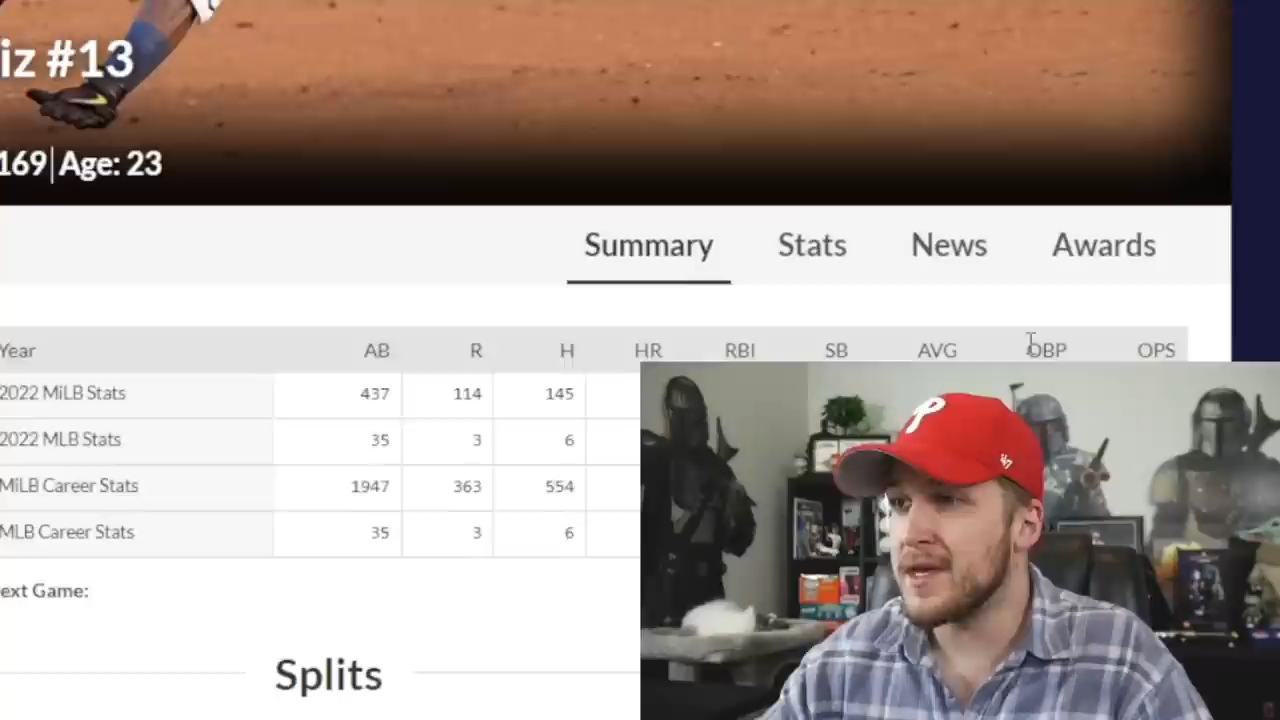 iz #13
169|Age: 23
Summary Stats News Awards
Year AB R H HR RBI SB AVG OBP OPS
2022 MiLB Stats 437 114 145
2022 MLB Stats 35 3 6
MiLB Career Stats 1947 363 554
MLB Career Stats 35 3 6
ext Game:
Splits
P
47